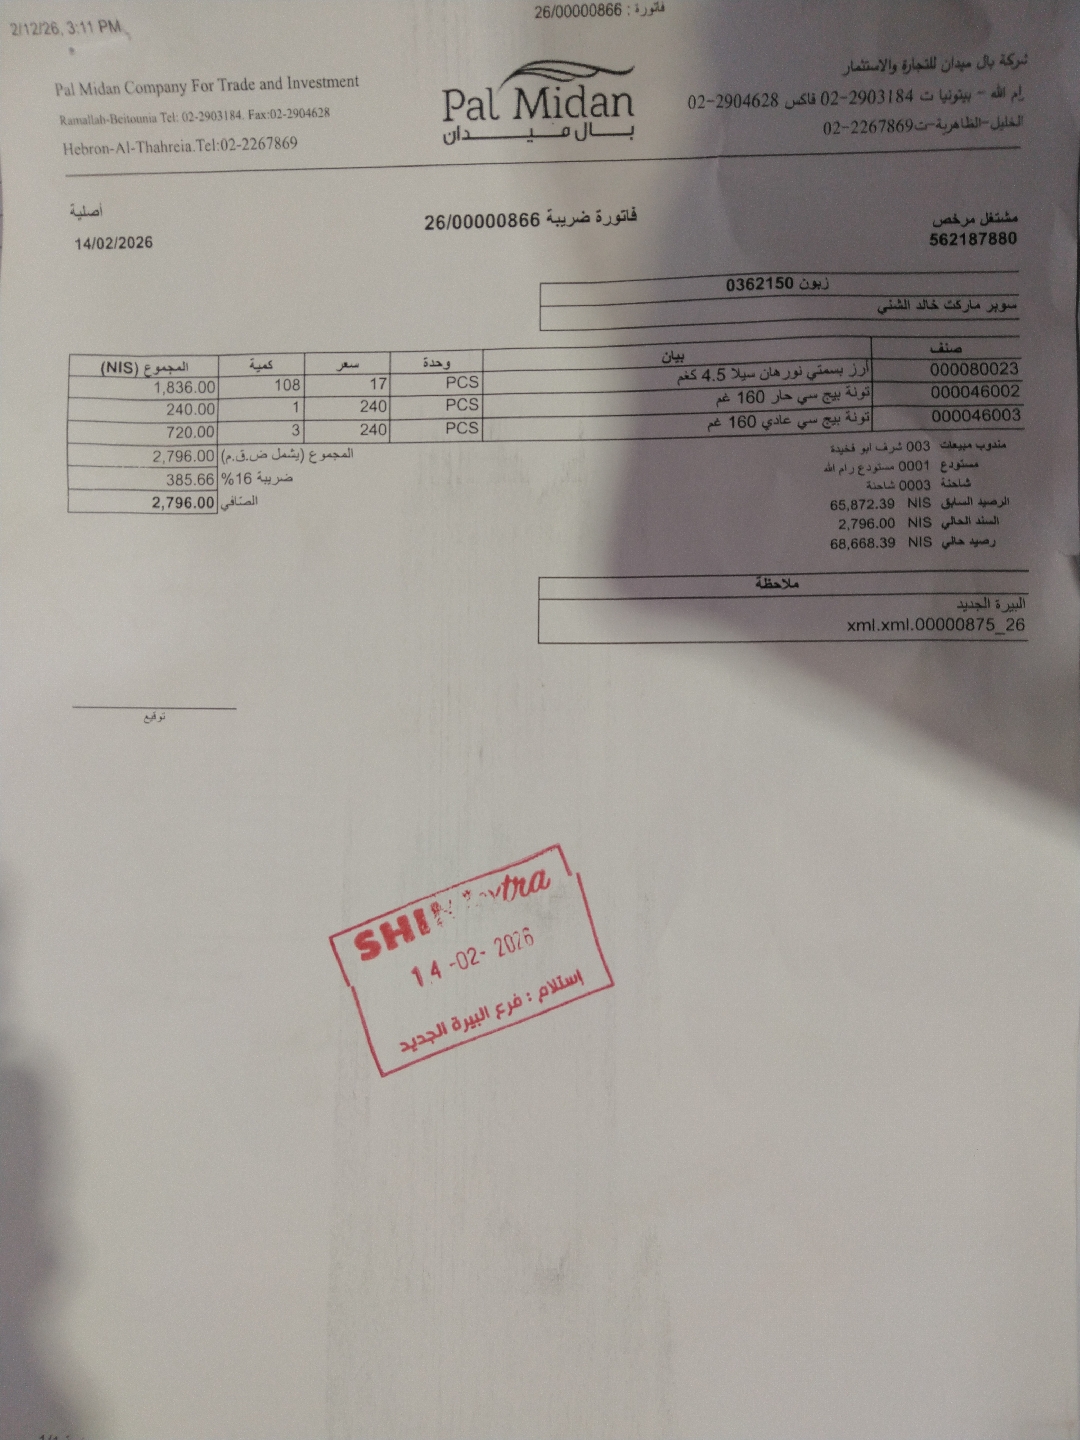 فاتورة : 26/00000866
2/12/26, 3:11 PM
شركة بال ميدان للتجارة والاستثمار
رام الله - بيتونيا ت 02-2903184 فاكس 02-2904628
الخليل-الظاهرية-ت02-2267869
Pal Midan
بال ميدان
Pal Midan Company For Trade and Investment
Ramallah-Beitounia Tel: 02-2903184. Fax:02-2904628
Hebron-Al-Thahreia.Tel:02-2267869
مشتغل مرخص
562187880
فاتورة ضريبة 26/00000866
أصلية
14/02/2026
زبون 0362150
سوبر ماركت خالد الشني
صنف بيان وحدة سعر كمية المجموع (NIS)
000080023 أرز بسمتي نورهان سيلا 4.5 كغم PCS 17 108 1,836.00
000046002 تونة بيج سي حار 160 غم PCS 240 1 240.00
000046003 تونة بيج سي عادي 160 غم PCS 240 3 720.00
المجموع (يشمل ض.ق.م) 2,796.00
ضريبة 16% 385.66
الصافي 2,796.00
مندوب مبيعات 003 شرف ابو فخيدة
مستودع 0001 مستودع رام الله
شاحنة 0003 شاحنة
الرصيد السابق NIS 65,872.39
السند الحالي NIS 2,796.00
رصيد حالي NIS 68,668.39
ملاحظة
البيرة الجديد
xml.xml.00000875_26
توقيع
14-02-2026
إستلام : فرع البيرة الجديد